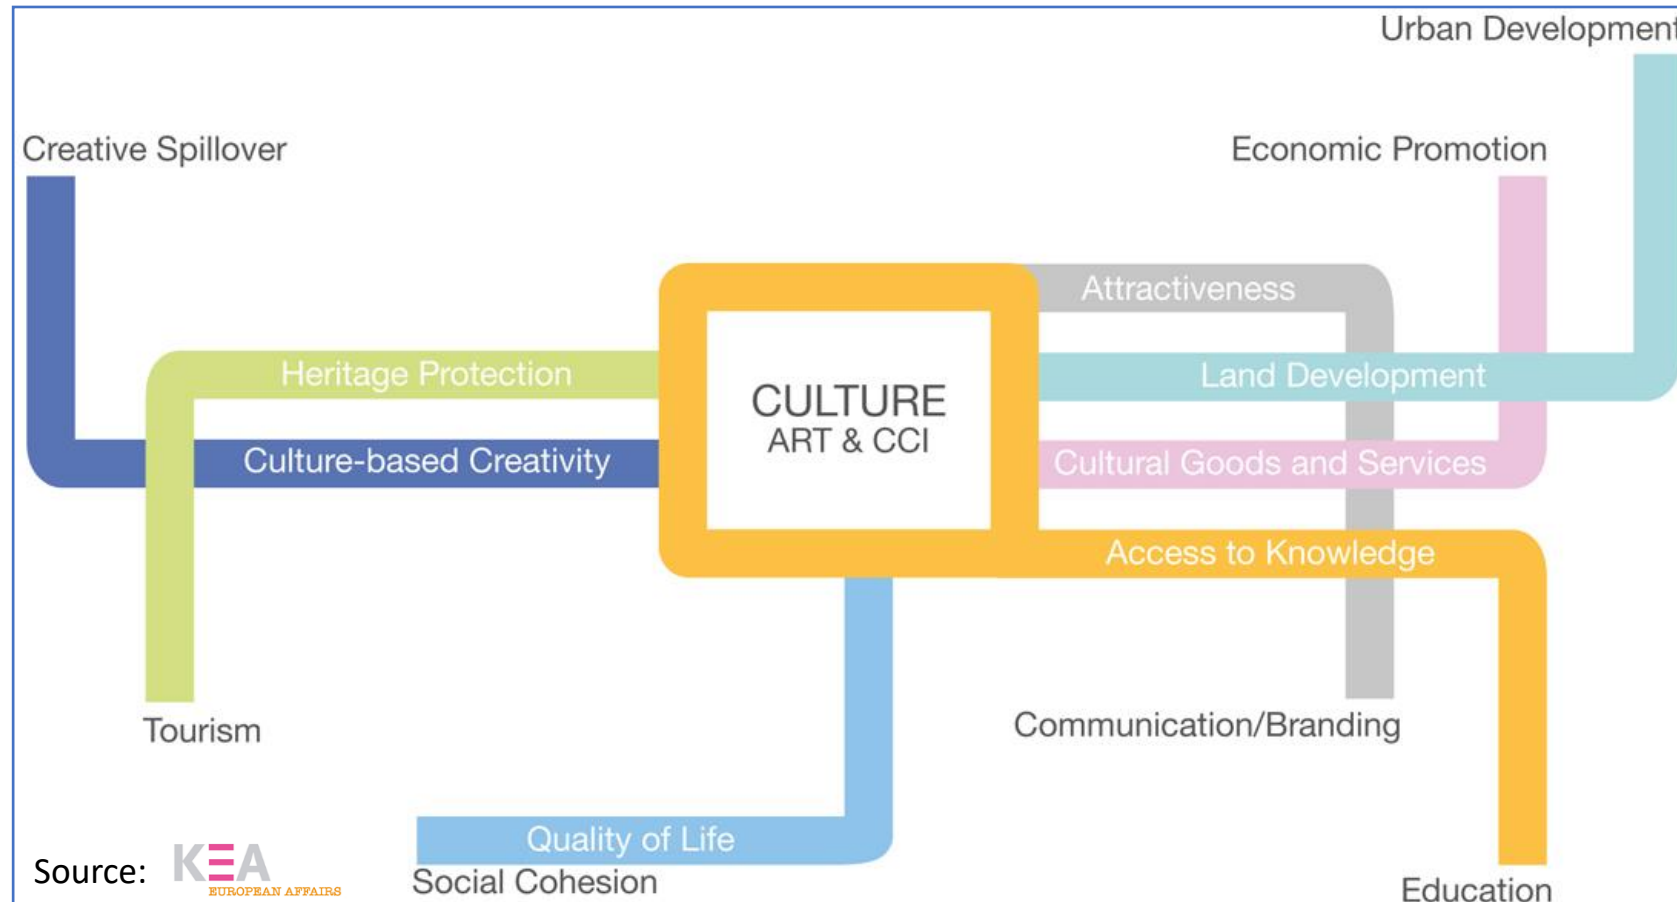 Urban Development
Creative Spillover
Economic Promotion
Attractiveness
Heritage Protection
Land Development
CULTURE
ART & CCI
Culture-based Creativity
Cultural Goods and Services
Access to Knowledge
Tourism
Communication/Branding
Quality of Life
Source: KEA
EUROPEAN AFFAIRS
Social Cohesion
Education